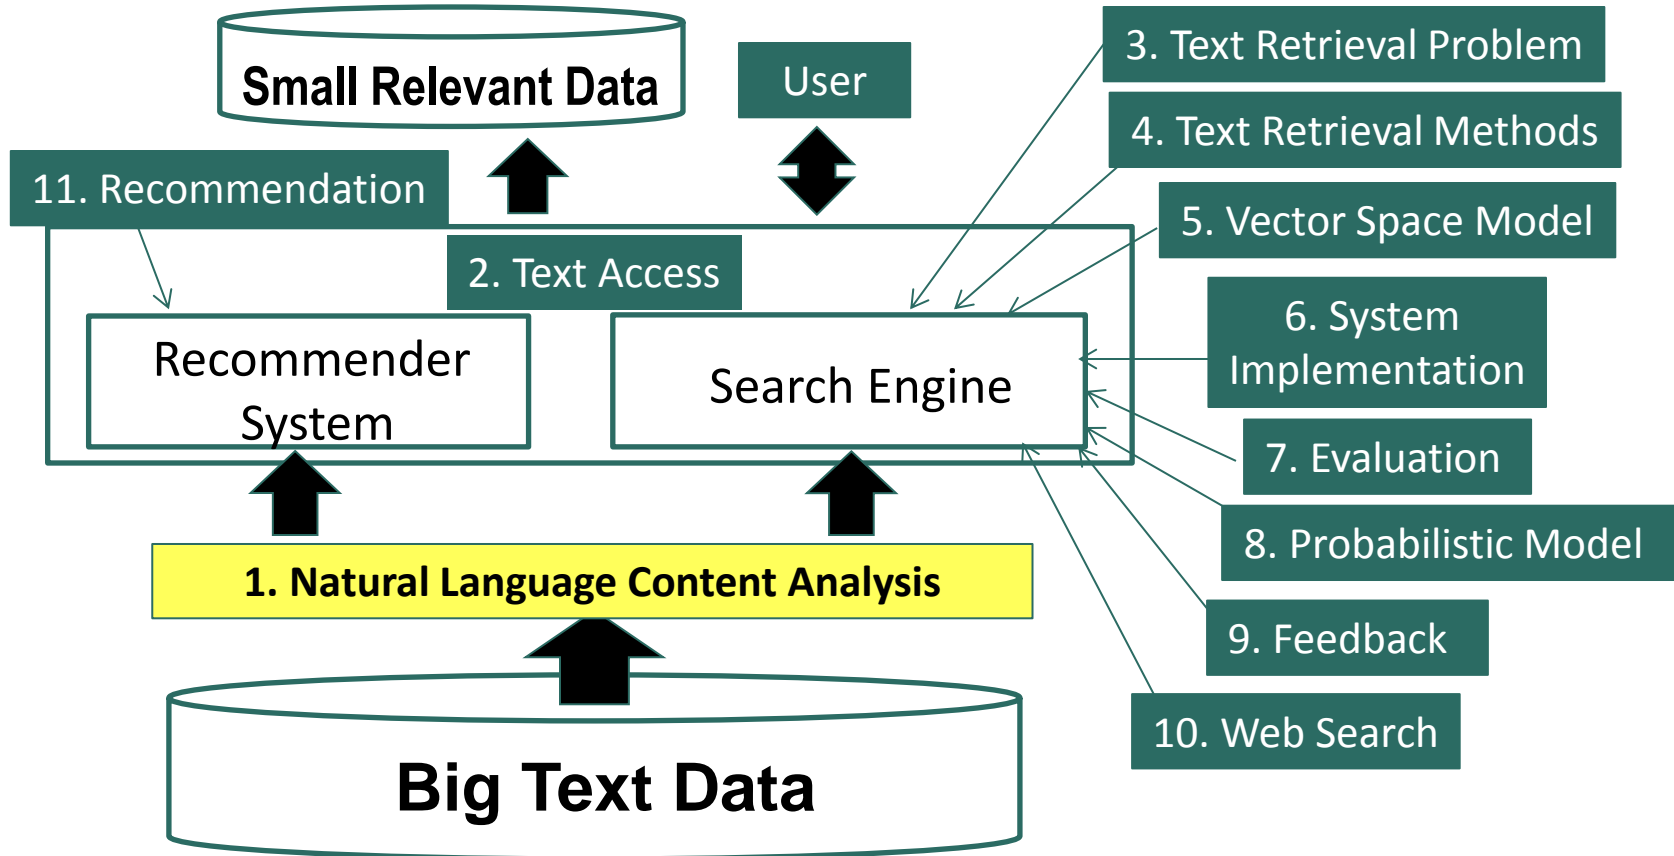 Small Relevant Data
User
3. Text Retrieval Problem
4. Text Retrieval Methods
11. Recommendation
5. Vector Space Model
2. Text Access
6. System
Implementation
Recommender
System
Search Engine
7. Evaluation
8. Probabilistic Model
1. Natural Language Content Analysis
9. Feedback
10. Web Search
Big Text Data